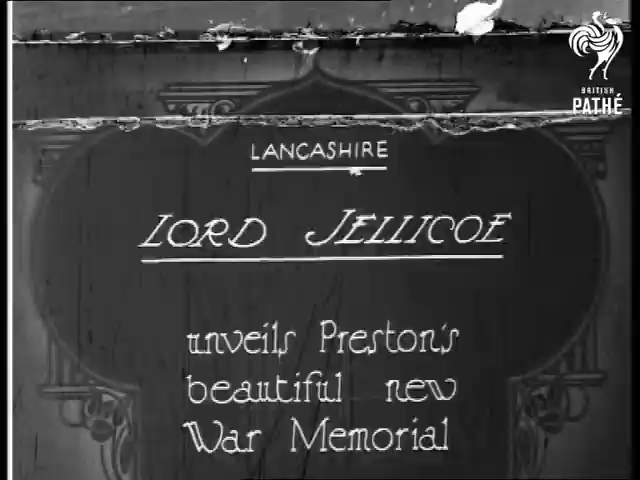 BRITISH
PATHÉ
LANCASHIRE
LORD JELLICOE
unveils Preston's
beautiful new
War Memorial